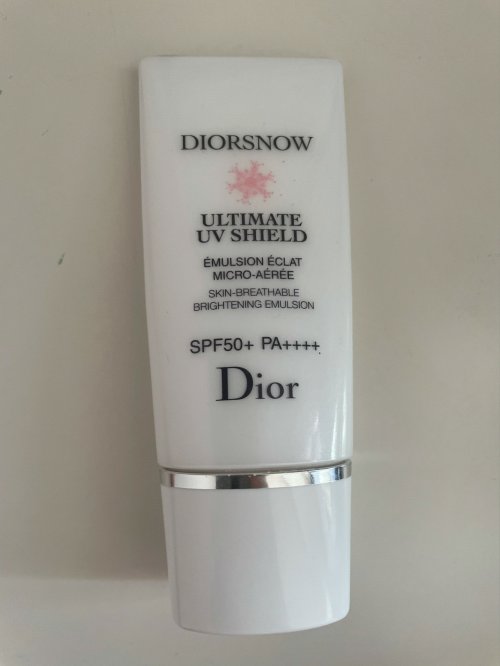 DIORSNOW
ULTIMATE
UV SHIELD
ÉMULSION ÉCLAT
MICRO-AÉRÉE
SKIN-BREATHABLE
BRIGHTENING EMULSION
SPF50+ PA++++
Dior